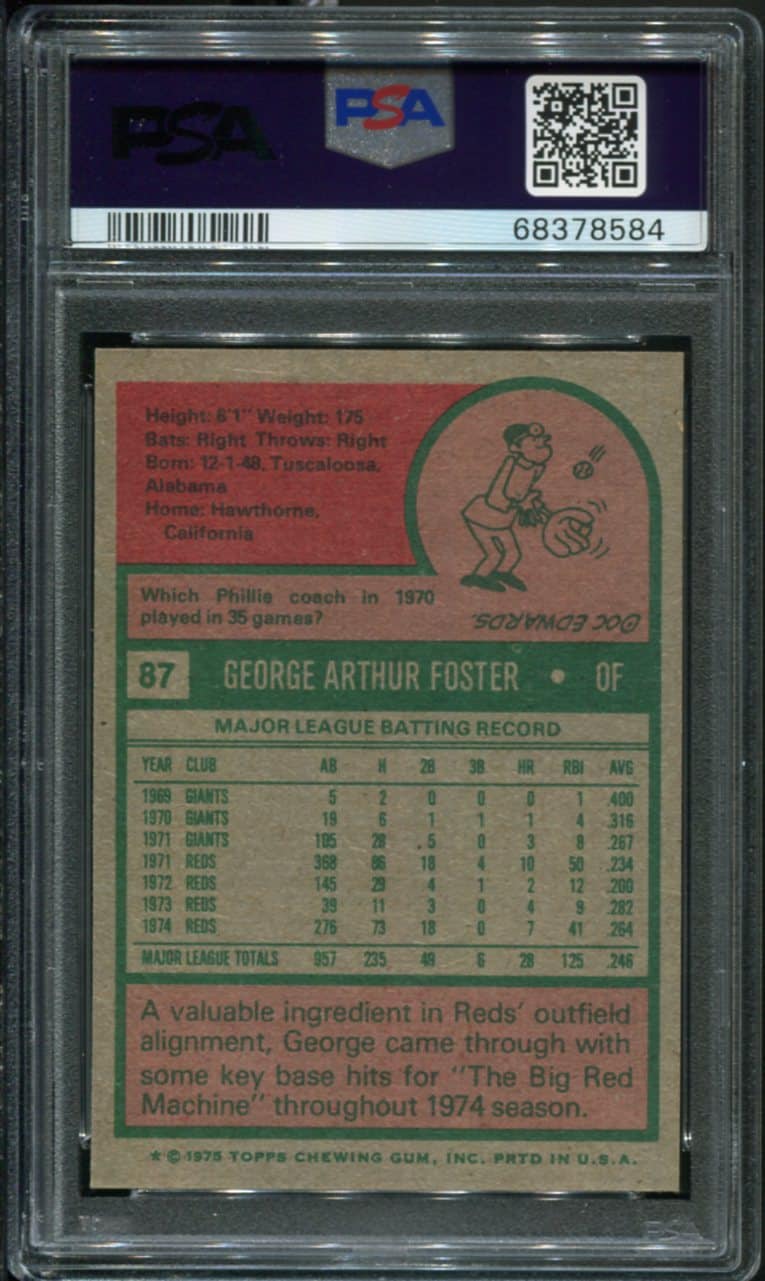 PSA
PSA
68378584
Height: 6'1" Weight: 175
Bats: Right Throws: Right
Born: 12-1-48, Tuscaloosa,
Alabama
Home: Hawthorne,
California
Which Phillie coach in 1970
played in 35 games?
DOC EDWARDS.
87 GEORGE ARTHUR FOSTER • OF
MAJOR LEAGUE BATTING RECORD
YEAR CLUB AB H 2B 3B HR RBI AVG
1969 GIANTS 5 2 0 0 0 1 .400
1970 GIANTS 19 6 1 1 1 4 .316
1971 GIANTS 105 28 5 0 3 8 .267
1971 REDS 368 86 18 4 10 50 .234
1972 REDS 145 29 4 1 2 12 .200
1973 REDS 39 11 3 0 4 9 .282
1974 REDS 276 73 18 0 7 41 .264
MAJOR LEAGUE TOTALS 957 235 49 6 28 125 .246
A valuable ingredient in Reds' outfield
alignment, George came through with
some key base hits for "The Big Red
Machine" throughout 1974 season.
* © 1975 TOPPS CHEWING GUM, INC. PRTD IN U.S.A.
PSA